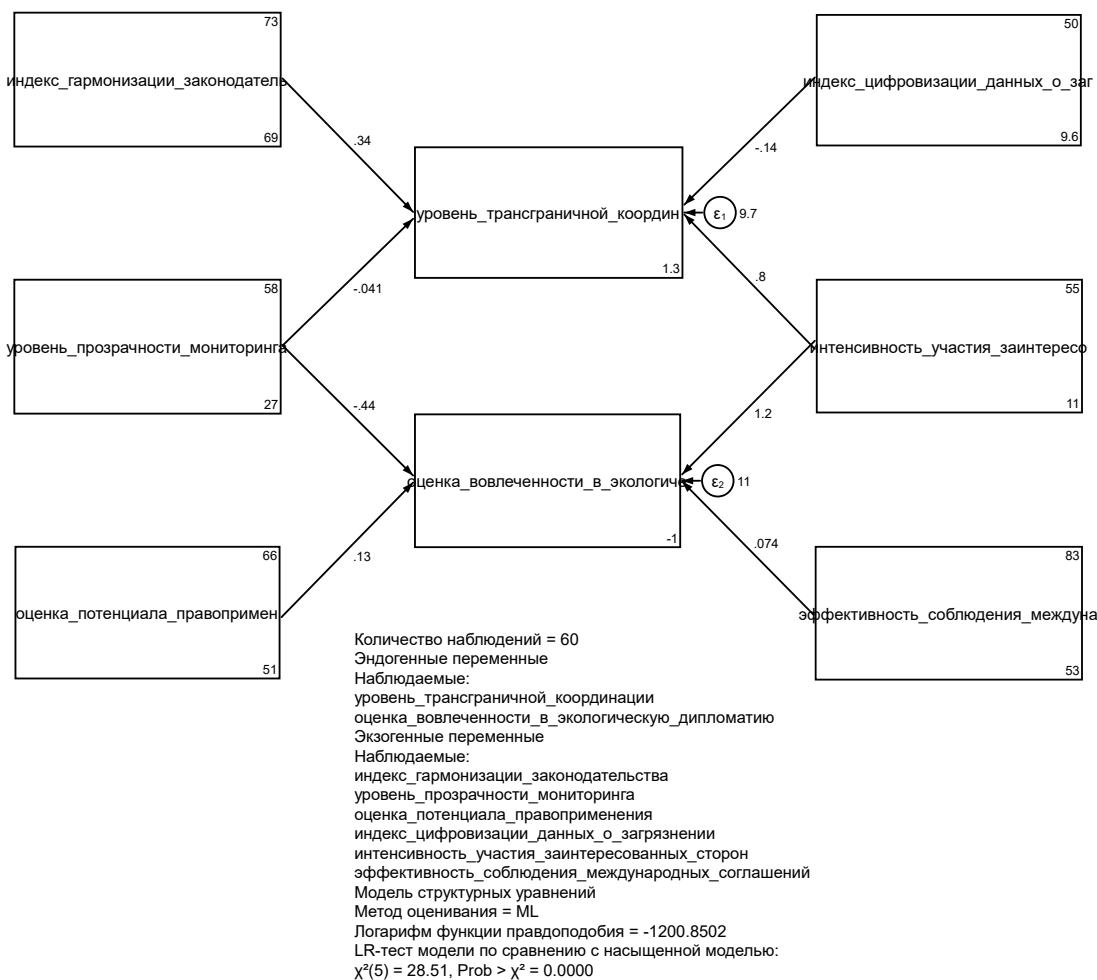 73
индекс_гармонизации_законодатель
69
50
индекс_цифровизации_данных_о_заг
9.6
.34
-.14
уровень_трансграничной_координ
1.3
ε₁ 9.7
58
уровень_прозрачности_мониторинга
27
-.041
.8
55
интенсивность_участия_заинтересо
11
-.44
1.2
оценка_вовлеченности_в_экологиче
-1
ε₂ 11
66
оценка_потенциала_правопримен
51
.13
.074
83
эффективность_соблюдения_междуна
53
Количество наблюдений = 60
Эндогенные переменные
Наблюдаемые:
уровень_трансграничной_координации
оценка_вовлеченности_в_экологическую_дипломатию
Экзогенные переменные
Наблюдаемые:
индекс_гармонизации_законодательства
уровень_прозрачности_мониторинга
оценка_потенциала_правоприменения
индекс_цифровизации_данных_о_загрязнении
интенсивность_участия_заинтересованных_сторон
эффективность_соблюдения_международных_соглашений
Модель структурных уравнений
Метод оценивания = ML
Логарифм функции правдоподобия = -1200.8502
LR-тест модели по сравнению с насыщенной моделью:
χ²(5) = 28.51, Prob > χ² = 0.0000